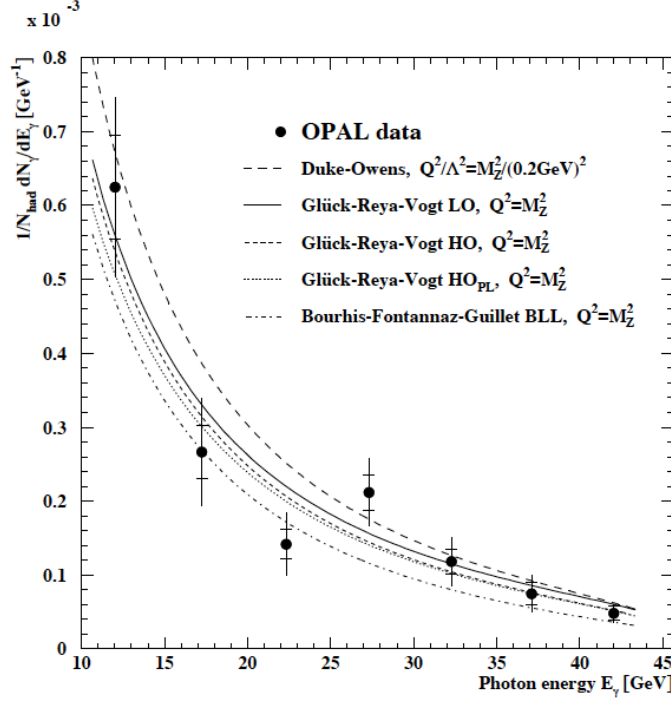 x 10 -3
1/N had dN γ /dE γ [GeV -1 ]
0.8
0.7
0.6
0.5
0.4
0.3
0.2
0.1
0
OPAL data
Duke-Owens, Q²/Λ²=M_Z²/(0.2GeV)²
Glück-Reya-Vogt LO, Q²=M_Z²
Glück-Reya-Vogt HO, Q²=M_Z²
Glück-Reya-Vogt HO_PL, Q²=M_Z²
Bourhis-Fontannaz-Guillet BLL, Q²=M_Z²
10 15 20 25 30 35 40 45
Photon energy E γ [GeV]